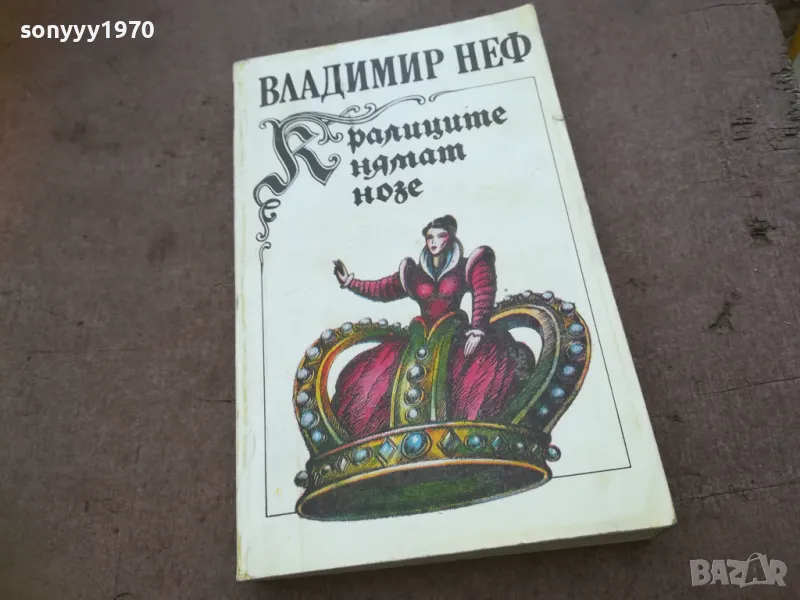 sonyyy1970
ВЛАДИМИР НЕФ
Кралиците
нямат
нозе
BAZAR